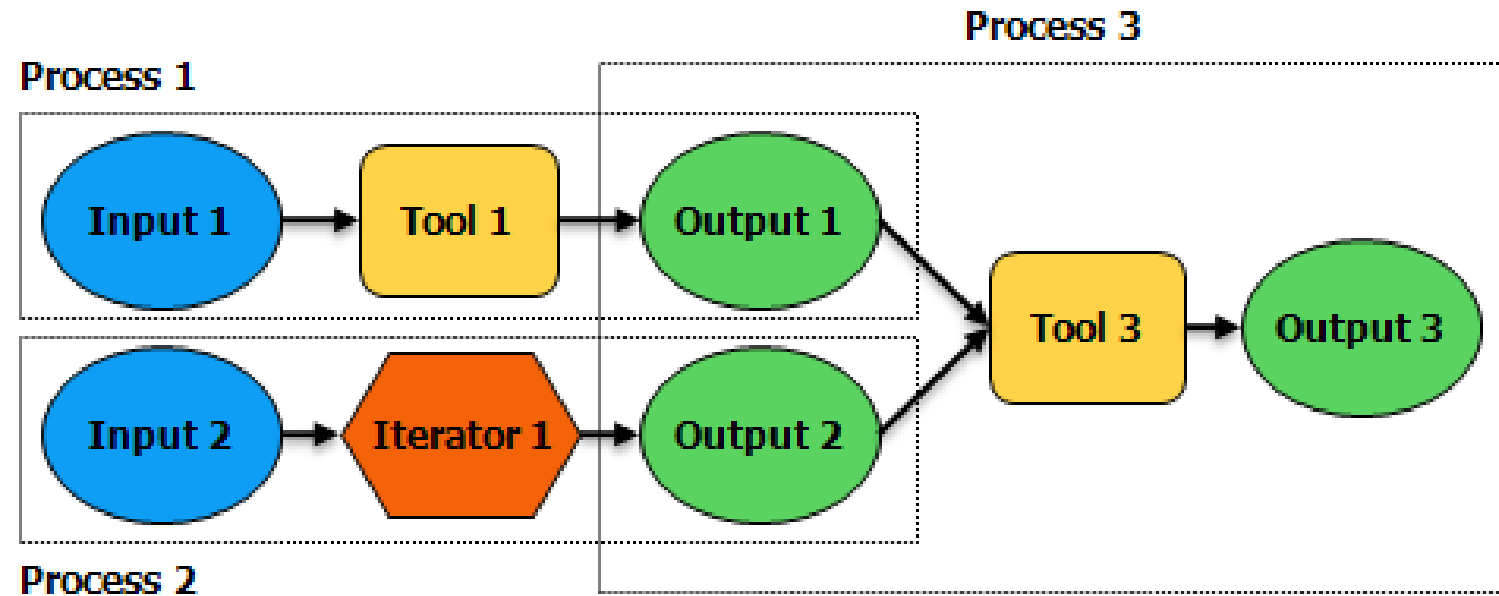 Process 3
Process 1
Input 1
Tool 1
Output 1
Tool 3
Output 3
Input 2
Iterator 1
Output 2
Process 2